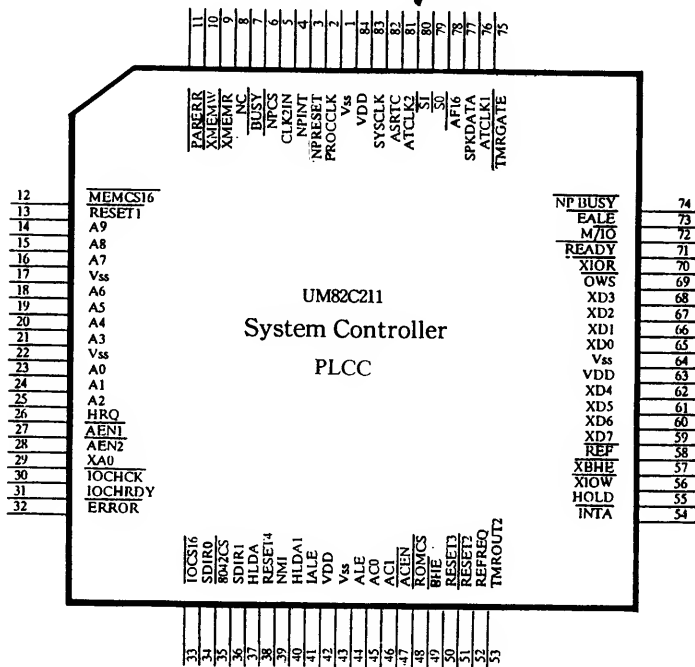 11 10 9 8 7 6 5 4 3 2 1 84 83 82 81 80 79 78 77 76 75
PARERR
XMEMW
XMEMR
NC
BUSY
NPCS
CLK2IN
NPINT
NPRESET
PROCCLK
Vss
VDD
SYSCLK
ASRTC
ATCLK2
S1
S0
AF16
SPKDATA
ATCLK1
TMRGATE
12 MEMCS16
13 RESET1
14 A9
15 A8
16 A7
17 Vss
18 A6
19 A5
20 A4
21 A3
22 Vss
23 A0
24 A1
25 A2
26 HRQ
27 AEN1
28 AEN2
29 XA0
30 IOCHCK
31 IOCHRDY
32 ERROR
UM82C211
System Controller
PLCC
NPBUSY 74
EALE 73
M/IO 72
READY 71
XIOR 70
OWS 69
XD3 68
XD2 67
XD1 66
XD0 65
Vss 64
VDD 63
XD4 62
XD5 61
XD6 60
XD7 59
REF 58
XBHE 57
XIOW 56
HOLD 55
INTA 54
IOCS16
SDIR0
8042CS
SDIR1
HLDA
RESET4
NMI
HLDA1
IALE
VDD
Vss
ALE
AC0
AC1
ACEN
ROMCS
BHE
RESET3
RESET2
REFREQ
TMROUT2
33 34 35 36 37 38 39 40 41 42 43 44 45 46 47 48 49 50 51 52 53